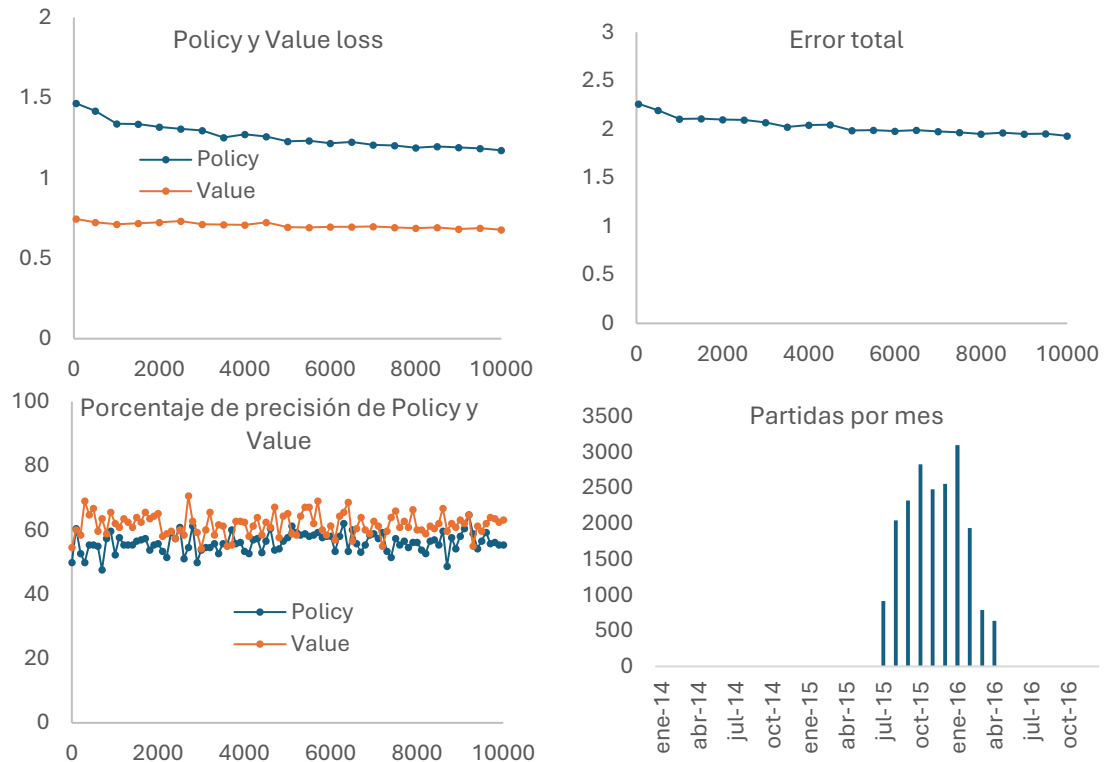 Policy y Value loss
2
1.5
1
0.5
0
Policy
Value
0 2000 4000 6000 8000 10000
Error total
3
2.5
2
1.5
1
0.5
0
0 2000 4000 6000 8000 10000
Porcentaje de precisión de Policy y
Value
100
80
60
40
20
0
Policy
Value
0 2000 4000 6000 8000 10000
Partidas por mes
3500
3000
2500
2000
1500
1000
500
0
ene-14
abr-14
jul-14
oct-14
ene-15
abr-15
jul-15
oct-15
ene-16
abr-16
jul-16
oct-16